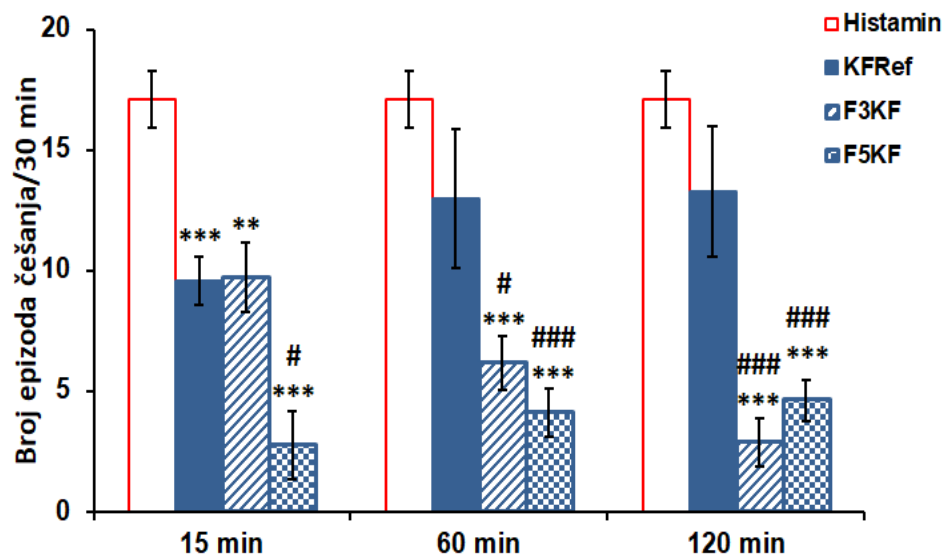 Broj epizoda češanja/30 min
20
15
10
5
0
Histamin
KFRef
F3KF
F5KF
***
**
#
***
#
***
###
***
###
***
###
***
15 min
60 min
120 min